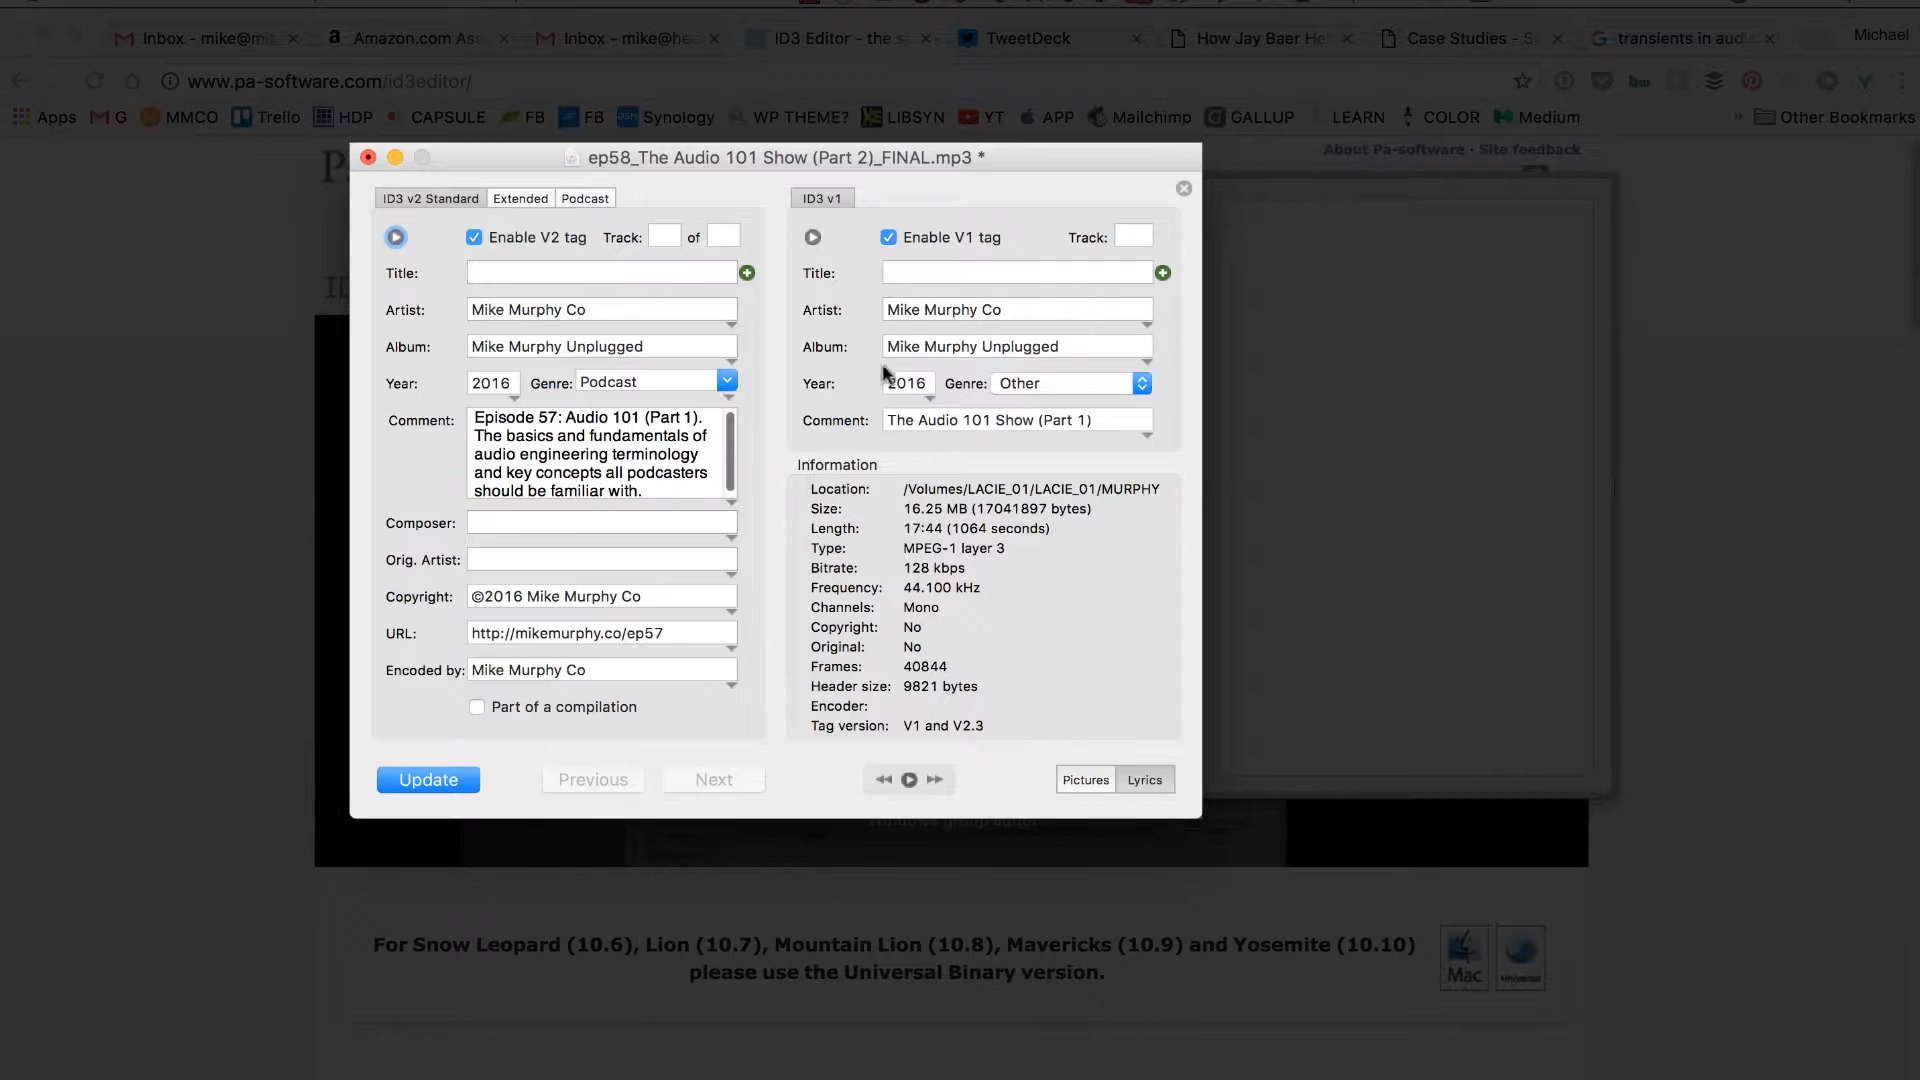 Inbox - mike@mi
Amazon.com Ass
Inbox - mike@he
ID3 Editor - the s
TweetDeck
How Jay Baer He
Case Studies - S
transients in aud
Michael
www.pa-software.com/id3editor/
Apps
G
MMCO
Trello
HDP
CAPSULE
FB
FB
DSM
Synology
WP THEME?
LIBSYN
YT
APP
Mailchimp
GALLUP
LEARN
COLOR
Medium
» Other Bookmarks
About Pa-software - Site feedback
ep58_The Audio 101 Show (Part 2)_FINAL.mp3 *
ID3 v2 Standard
Extended
Podcast
Enable V2 tag
Track:
of
Title:
Artist: Mike Murphy Co
Album: Mike Murphy Unplugged
Year: 2016
Genre: Podcast
Comment: Episode 57: Audio 101 (Part 1).
The basics and fundamentals of
audio engineering terminology
and key concepts all podcasters
should be familiar with.
Composer:
Orig. Artist:
Copyright: ©2016 Mike Murphy Co
URL: http://mikemurphy.co/ep57
Encoded by: Mike Murphy Co
Part of a compilation
Update
Previous
Next
ID3 v1
Enable V1 tag
Track:
Title:
Artist: Mike Murphy Co
Album: Mike Murphy Unplugged
Year: 2016
Genre: Other
Comment: The Audio 101 Show (Part 1)
Information
Location: /Volumes/LACIE_01/LACIE_01/MURPHY
Size: 16.25 MB (17041897 bytes)
Length: 17:44 (1064 seconds)
Type: MPEG-1 layer 3
Bitrate: 128 kbps
Frequency: 44.100 kHz
Channels: Mono
Copyright: No
Original: No
Frames: 40844
Header size: 9821 bytes
Encoder:
Tag version: V1 and V2.3
Pictures
Lyrics
Windows group editor
For Snow Leopard (10.6), Lion (10.7), Mountain Lion (10.8), Mavericks (10.9) and Yosemite (10.10)
please use the Universal Binary version.
Mac
Universal